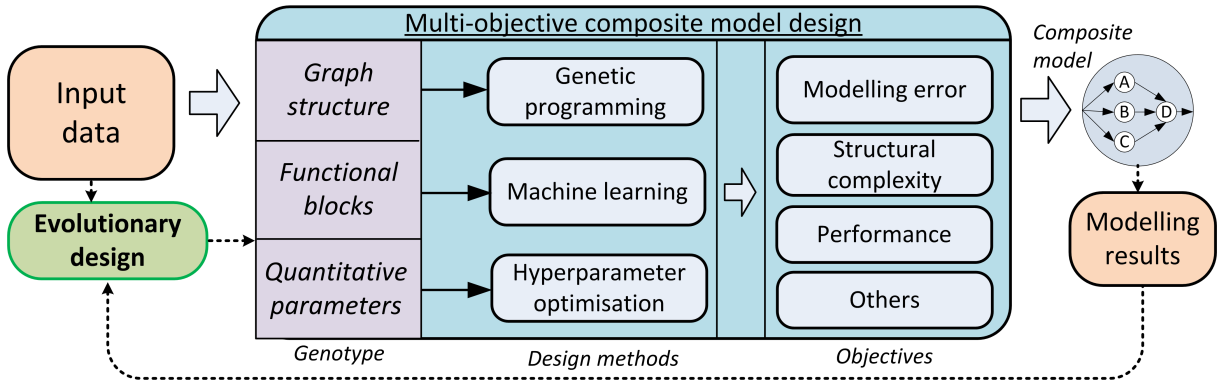 Multi-objective composite model design
Input
data
Evolutionary
design
Graph
structure
Functional
blocks
Quantitative
parameters
Genotype
Genetic
programming
Machine learning
Hyperparameter
optimisation
Design methods
Modelling error
Structural
complexity
Performance
Others
Objectives
Composite
model
A
B
C
D
Modelling
results